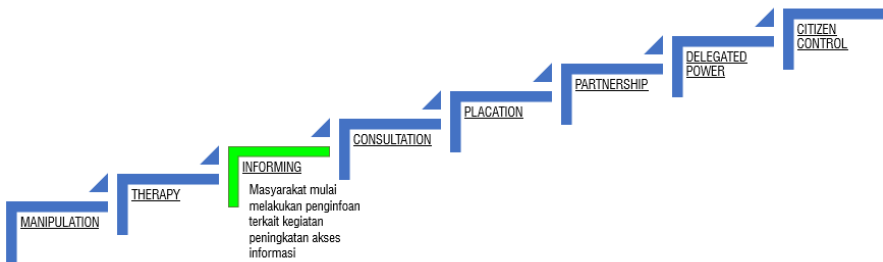 MANIPULATION
THERAPY
INFORMING
Masyarakat mulai
melakukan penginfoan
terkait kegiatan
peningkatan akses
informasi
CONSULTATION
PLACATION
PARTNERSHIP
DELEGATED
POWER
CITIZEN
CONTROL